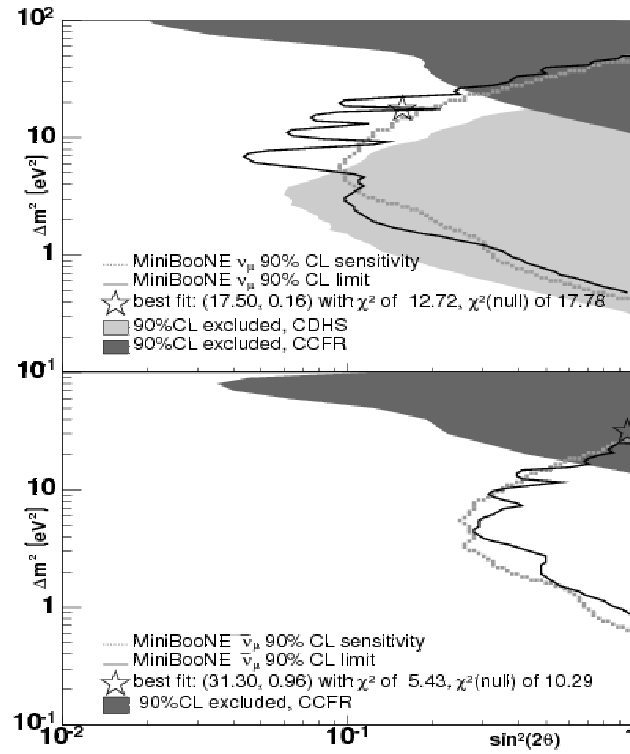 10²
10
1
10⁻¹
Δm² [eV²]
MiniBooNE νμ 90% CL sensitivity
MiniBooNE νμ 90% CL limit
best fit: (17.50, 0.16) with χ² of 12.72, χ²(null) of 17.78
90%CL excluded, CDHS
90%CL excluded, CCFR
10
1
10⁻¹
Δm² [eV²]
MiniBooNE ν̅μ 90% CL sensitivity
MiniBooNE ν̅μ 90% CL limit
best fit: (31.30, 0.96) with χ² of 5.43, χ²(null) of 10.29
90%CL excluded, CCFR
10⁻² 10⁻¹ sin²(2θ) 1